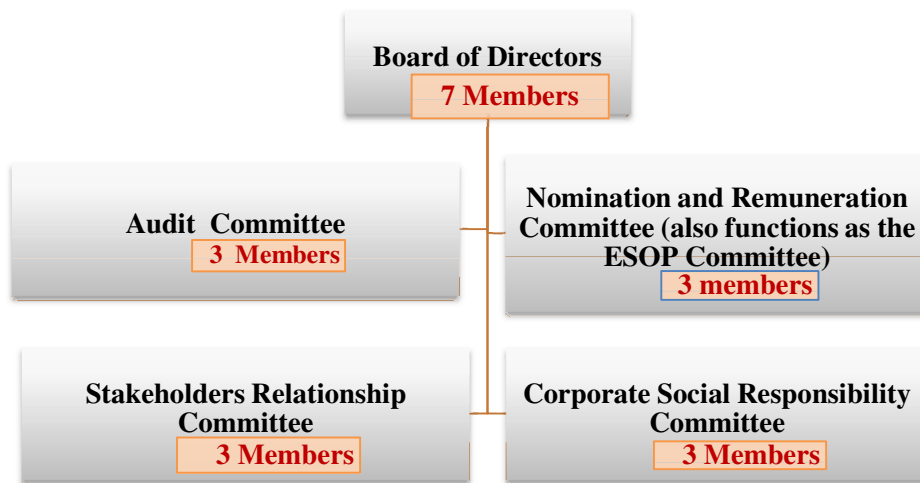 Board of Directors
7 Members
Audit Committee
3 Members
Nomination and Remuneration
Committee (also functions as the
ESOP Committee)
3 members
Stakeholders Relationship
Committee
3 Members
Corporate Social Responsibility
Committee
3 Members